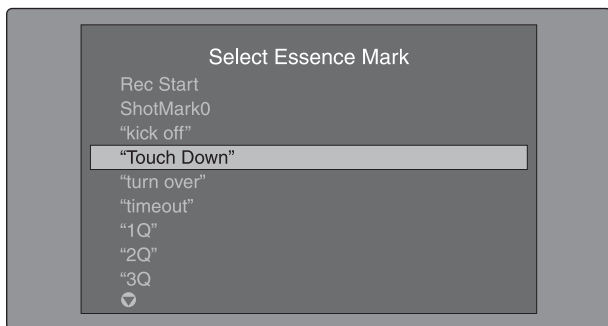 Select Essence Mark
Rec Start
ShotMark0
“kick off”
“Touch Down”
“turn over”
“timeout”
“1Q”
“2Q”
“3Q